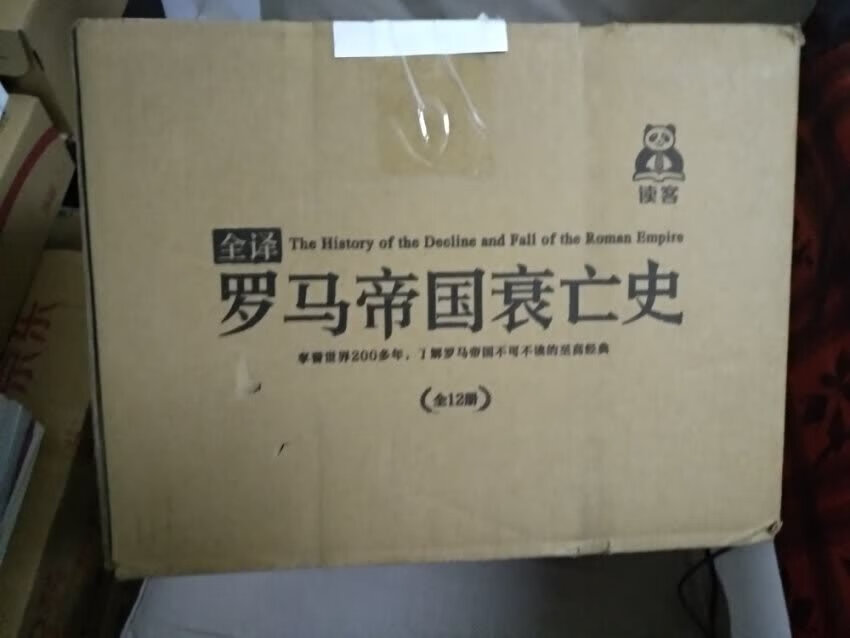 读客
全译 The History of the Decline and Fall of the Roman Empire
罗马帝国衰亡史
享誉世界200多年，了解罗马帝国不可不读的至高经典
（全12册）
京东